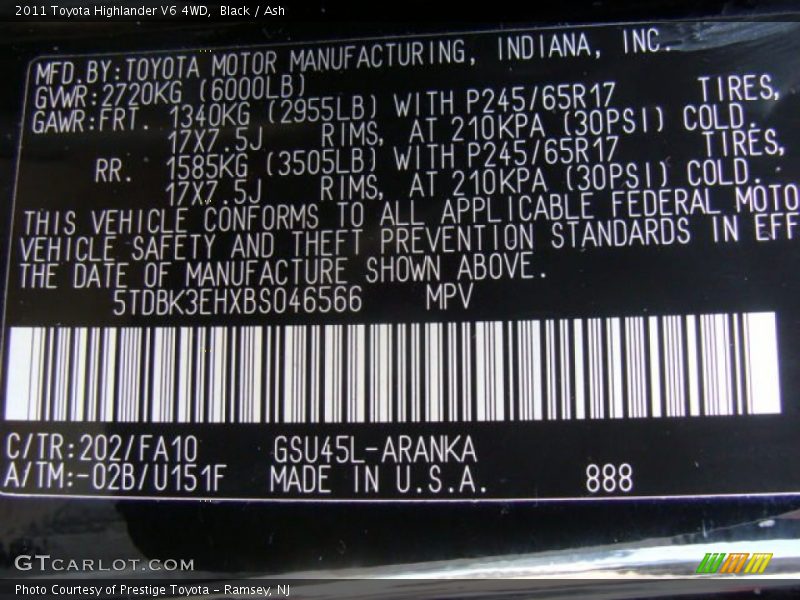 2011 Toyota Highlander V6 4WD, Black / Ash
MFD.BY:TOYOTA MOTOR MANUFACTURING, INDIANA, INC.
GVWR:2720KG (6000LB)
GAWR:FRT. 1340KG (2955LB) WITH P245/65R17 TIRES,
17X7.5J RIMS, AT 210KPA (30PSI) COLD.
RR. 1585KG (3505LB) WITH P245/65R17 TIRES,
17X7.5J RIMS, AT 210KPA (30PSI) COLD.
THIS VEHICLE CONFORMS TO ALL APPLICABLE FEDERAL MOTO
VEHICLE SAFETY AND THEFT PREVENTION STANDARDS IN EFF
THE DATE OF MANUFACTURE SHOWN ABOVE.
5TDBK3EHXBS046566 MPV
C/TR:202/FA10 GSU45L-ARANKA
A/TM:-02B/U151F MADE IN U.S.A. 888
GTCARLOT.COM
Photo Courtesy of Prestige Toyota - Ramsey, NJ